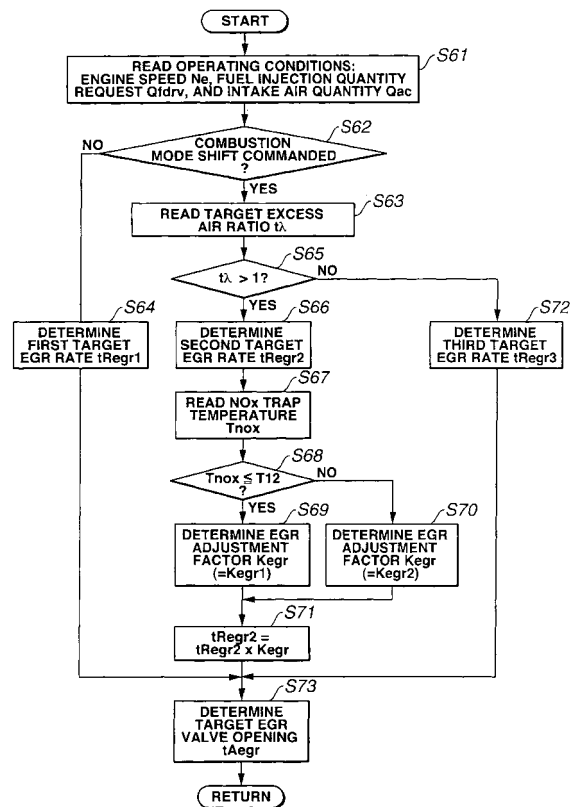 START
S61
READ OPERATING CONDITIONS:
ENGINE SPEED Ne, FUEL INJECTION QUANTITY
REQUEST Qfdrv, AND INTAKE AIR QUANTITY Qac
S62
NO
COMBUSTION
MODE SHIFT COMMANDED
?
YES
S63
READ TARGET EXCESS
AIR RATIO tλ
S65
tλ > 1?
NO
YES
S64
DETERMINE
FIRST TARGET
EGR RATE tRegr1
S66
DETERMINE
SECOND TARGET
EGR RATE tRegr2
S72
DETERMINE
THIRD TARGET
EGR RATE tRegr3
S67
READ NOx TRAP
TEMPERATURE
Tnox
S68
Tnox ≦ T12
?
NO
YES
S69
DETERMINE EGR
ADJUSTMENT
FACTOR Kegr
(=Kegr1)
S70
DETERMINE EGR
ADJUSTMENT
FACTOR Kegr
(=Kegr2)
S71
tRegr2 =
tRegr2 x Kegr
S73
DETERMINE
TARGET EGR
VALVE OPENING
tAegr
RETURN